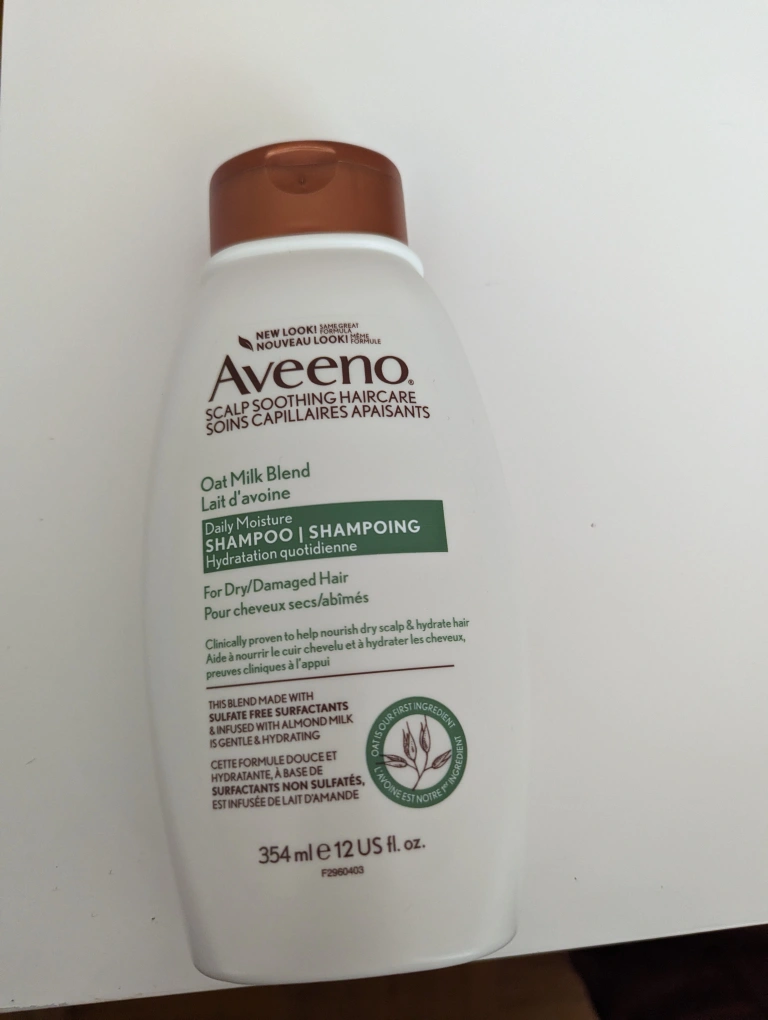 NEW LOOK! SAME GREAT FORMULA
NOUVEAU LOOK! MÊME FORMULE
Aveeno®
SCALP SOOTHING HAIRCARE
SOINS CAPILLAIRES APAISANTS
Oat Milk Blend
Lait d'avoine
Daily Moisture
SHAMPOO | SHAMPOING
Hydratation quotidienne
For Dry/Damaged Hair
Pour cheveux secs/abîmés
Clinically proven to help nourish dry scalp & hydrate hair
Aide à nourrir le cuir chevelu et à hydrater les cheveux,
preuves cliniques à l'appui
THIS BLEND MADE WITH
SULFATE FREE SURFACTANTS
& INFUSED WITH ALMOND MILK
IS GENTLE & HYDRATING
CETTE FORMULE DOUCE ET
HYDRATANTE, À BASE DE
SURFACTANTS NON SULFATÉS,
EST INFUSÉE DE LAIT D'AMANDE
OAT IS OUR FIRST INGREDIENT
L'AVOINE EST NOTRE 1ER INGRÉDIENT
354 ml e 12 US fl. oz.
F2960403